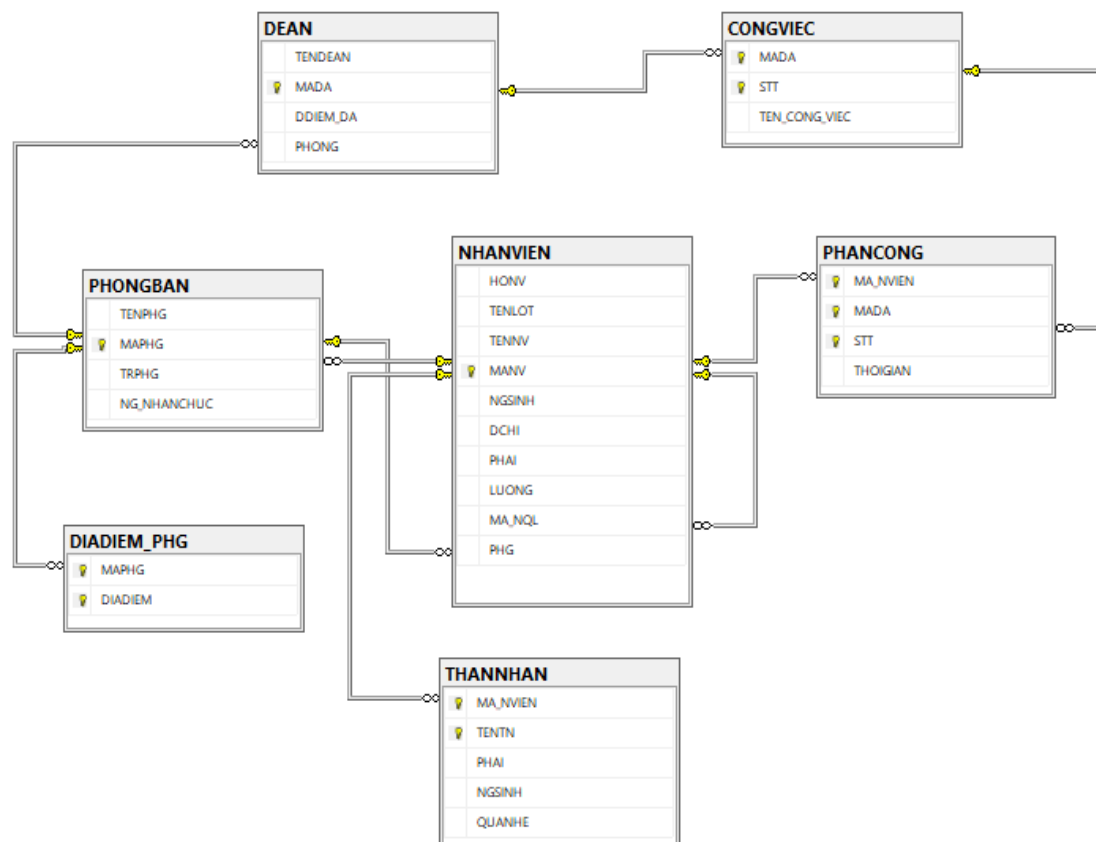 DEAN
TENDEAN
MADA
DDIEM_DA
PHONG
CONGVIEC
MADA
STT
TEN_CONG_VIEC
PHONGBAN
TENPHG
MAPHG
TRPHG
NG_NHANCHUC
NHANVIEN
HONV
TENLOT
TENNV
MANV
NGSINH
DCHI
PHAI
LUONG
MA_NQL
PHG
PHANCONG
MA_NVIEN
MADA
STT
THOIGIAN
DIADIEM_PHG
MAPHG
DIADIEM
THANNHAN
MA_NVIEN
TENTN
PHAI
NGSINH
QUANHE